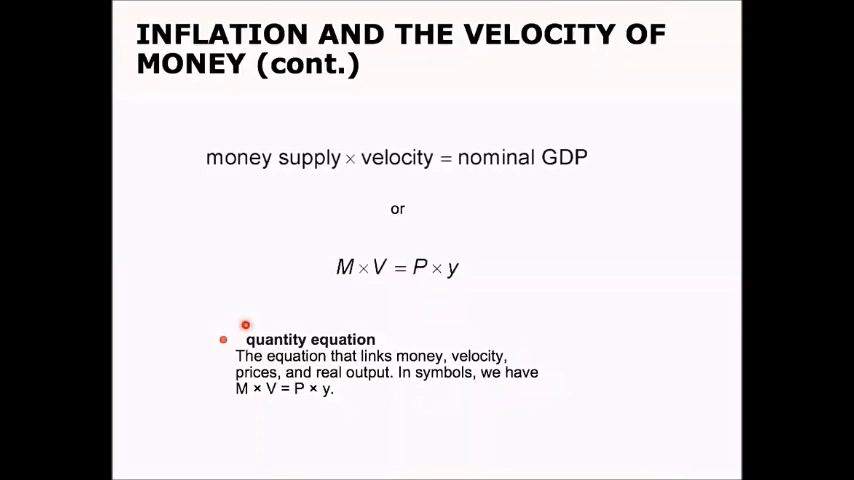 INFLATION AND THE VELOCITY OF
MONEY (cont.)
money supply × velocity = nominal GDP
or
M × V = P × y
quantity equation
The equation that links money, velocity,
prices, and real output. In symbols, we have
M × V = P × y.